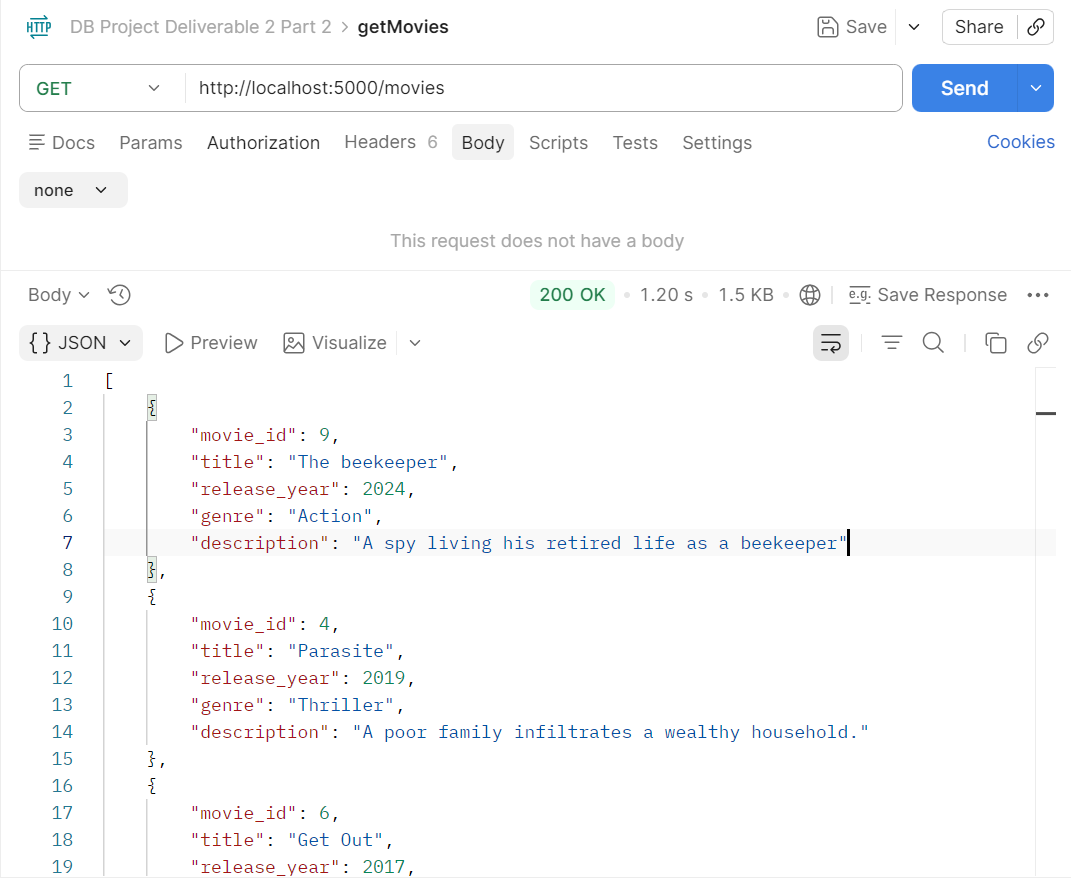 HTTP DB Project Deliverable 2 Part 2 > getMovies Save Share
GET http://localhost:5000/movies Send
Docs Params Authorization Headers 6 Body Scripts Tests Settings Cookies
none
This request does not have a body
Body 200 OK • 1.20 s • 1.5 KB • e.g. Save Response
{} JSON Preview Visualize
1 [
2 {
3 "movie_id": 9,
4 "title": "The beekeeper",
5 "release_year": 2024,
6 "genre": "Action",
7 "description": "A spy living his retired life as a beekeeper"
8 },
9 {
10 "movie_id": 4,
11 "title": "Parasite",
12 "release_year": 2019,
13 "genre": "Thriller",
14 "description": "A poor family infiltrates a wealthy household."
15 },
16 {
17 "movie_id": 6,
18 "title": "Get Out",
19 "release_year": 2017,